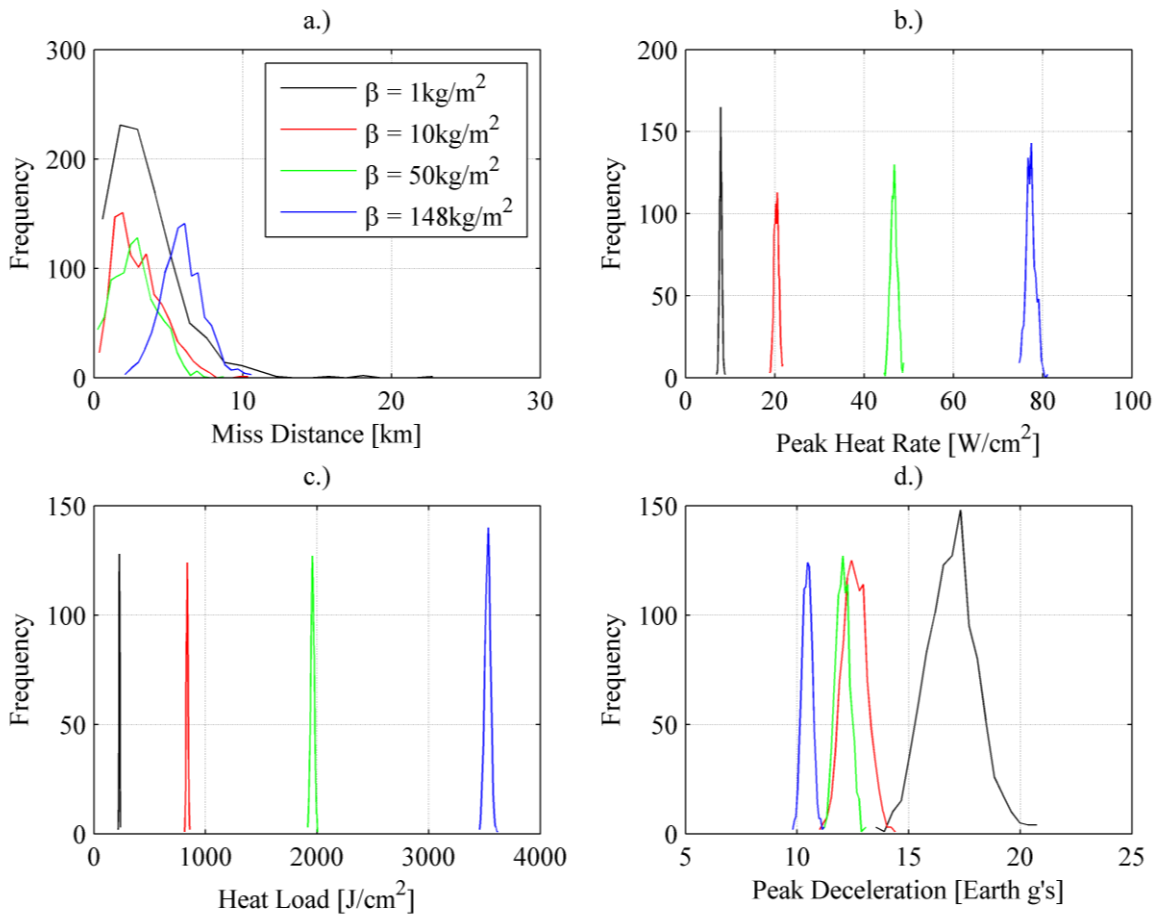 a.)
300
200
100
0
Frequency
0 10 20 30
Miss Distance [km]
β = 1kg/m²
β = 10kg/m²
β = 50kg/m²
β = 148kg/m²
b.)
200
150
100
50
0
Frequency
0 20 40 60 80 100
Peak Heat Rate [W/cm²]
c.)
150
100
50
0
Frequency
0 1000 2000 3000 4000
Heat Load [J/cm²]
d.)
150
100
50
0
Frequency
5 10 15 20 25
Peak Deceleration [Earth g's]